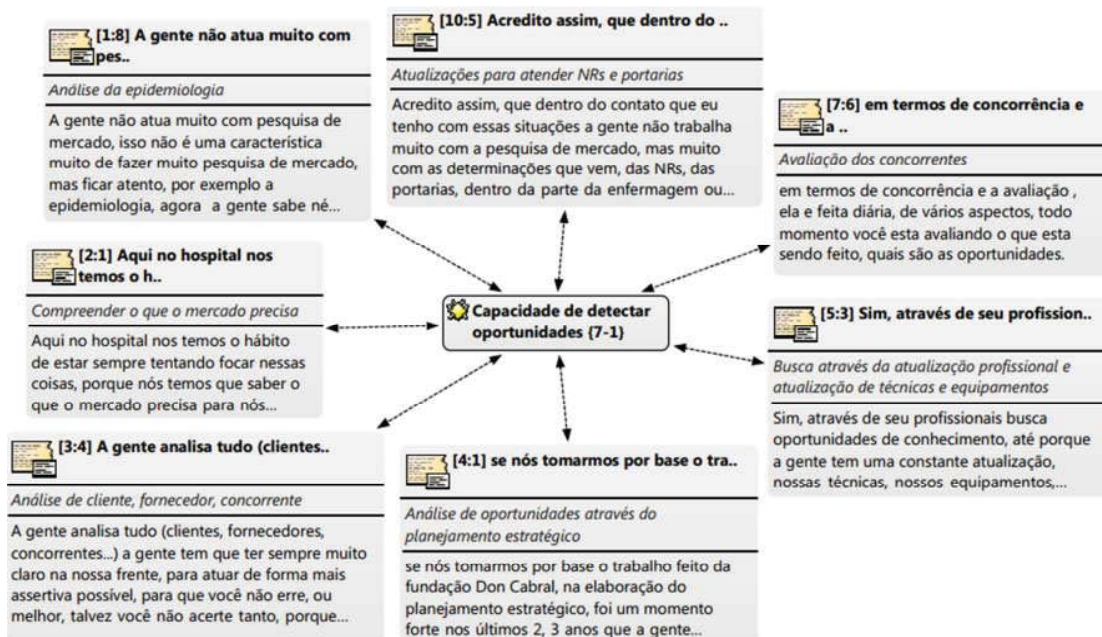 [1:8] A gente não atua muito com
pes..
Análise da epidemiologia
A gente não atua muito com pesquisa de
mercado, isso não é uma característica
muito de fazer muito pesquisa de mercado,
mas ficar atento, por exemplo a
epidemiologia, agora a gente sabe né...
[10:5] Acredito assim, que dentro do ..
Atualizações para atender NRs e portarias
Acredito assim, que dentro do contato que eu
tenho com essas situações a gente não trabalha
muito com a pesquisa de mercado, mas muito
com as determinações que vem, das NRs, das
portarias, dentro da parte da enfermagem ou...
[7:6] em termos de concorrência e
a ..
Avaliação dos concorrentes
em termos de concorrência e a avaliação ,
ela e feita diária, de vários aspectos, todo
momento você esta avaliando o que esta
sendo feito, quais são as oportunidades.
[2:1] Aqui no hospital nos
temos o h..
Compreender o que o mercado precisa
Aqui no hospital nos temos o hábito
de estar sempre tentando focar nessas
coisas, porque nós temos que saber o
que o mercado precisa para nós...
Capacidade de detectar
oportunidades {7-1}
[5:3] Sim, através de seu profission..
Busca através da atualização profissional e
atualização de técnicas e equipamentos
Sim, através de seu profissionais busca
oportunidades de conhecimento, até porque
a gente tem uma constante atualização,
nossas técnicas, nossos equipamentos,...
[3:4] A gente analisa tudo (clientes..
Análise de cliente, fornecedor, concorrente
A gente analisa tudo (clientes, fornecedores,
concorrentes...) a gente tem que ter sempre muito
claro na nossa frente, para atuar de forma mais
assertiva possível, para que você não erre, ou
melhor, talvez você não acerte tanto, porque...
[4:1] se nós tomarmos por base o tra..
Análise de oportunidades através do
planejamento estratégico
se nós tomarmos por base o trabalho feito da
fundação Don Cabral, na elaboração do
planejamento estratégico, foi um momento
forte nos últimos 2, 3 anos que a gente...